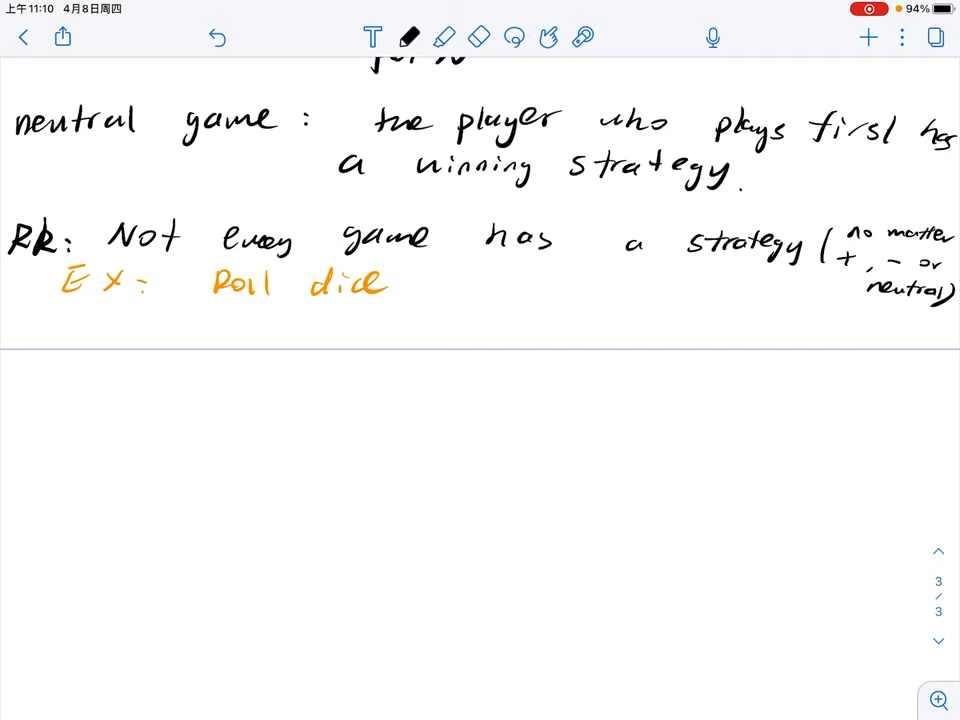 上午11:10 4月8日周四 94%
for
neutral game : the player who plays first has
a winning strategy.
Rk: Not every game has a strategy ( no matter
+, - or
neutral)
EX: Roll dice
3
/
3